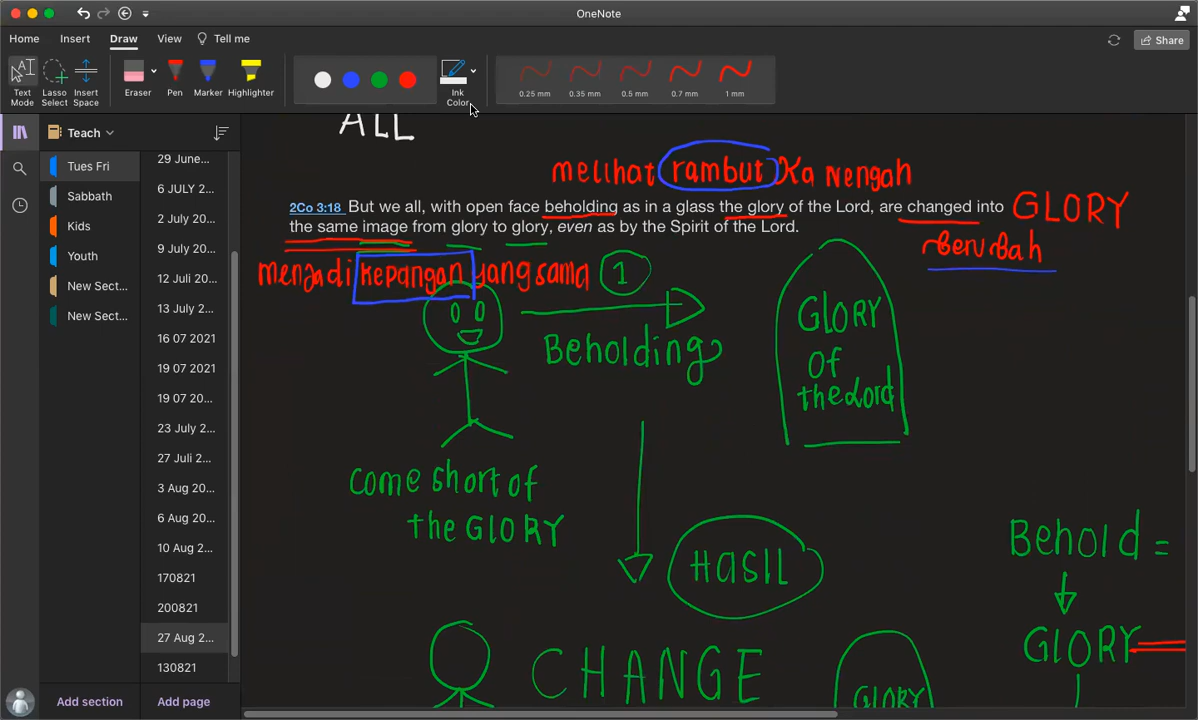 OneNote
Home Insert Draw View Tell me
Share
Text Mode
Lasso Select
Insert Space
Eraser
Pen
Marker
Highlighter
Ink Color
0.25 mm 0.35 mm 0.5 mm 0.7 mm 1 mm
Teach
Tues Fri
Sabbath
Kids
Youth
New Sect...
New Sect...
Add section
29 June...
6 JULY 2...
2 July 20...
9 July 20...
12 Juli 20...
13 July 2...
16 07 2021
19 07 2021
19 07 20...
23 July 2...
27 Juli 2...
3 Aug 20...
6 Aug 20...
10 Aug 2...
170821
200821
27 Aug 2...
130821
Add page
ALL
melihat rambut Ka Nengah
2Co 3:18 But we all, with open face beholding as in a glass the glory of the Lord, are changed into
the same image from glory to glory, even as by the Spirit of the Lord.
GLORY
Berubah
menjadi kepangan yang sama 1
Beholding
GLORY
of
the Lord
come short of
the GLORY
HASIL
Behold =
GLORY
CHANGE
GLORY